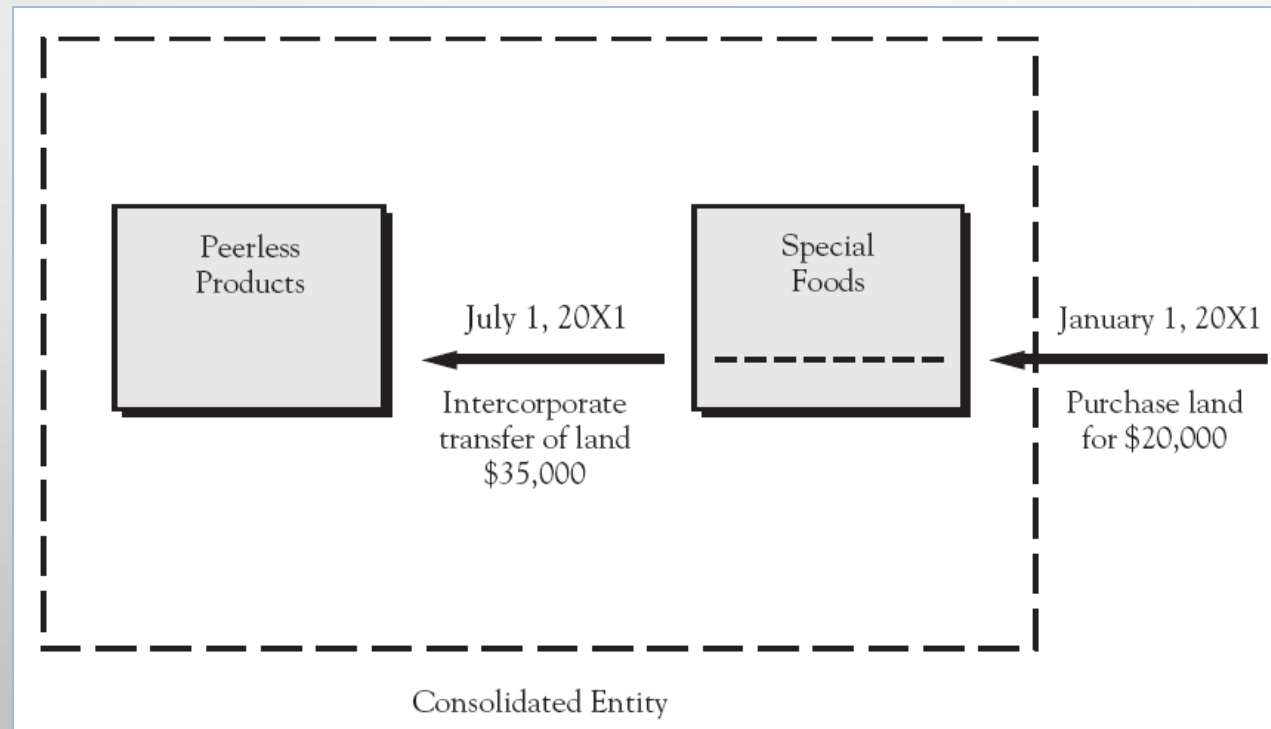 Peerless
Products
Special
Foods
July 1, 20X1
January 1, 20X1
Intercorporate
transfer of land
$35,000
Purchase land
for $20,000
Consolidated Entity